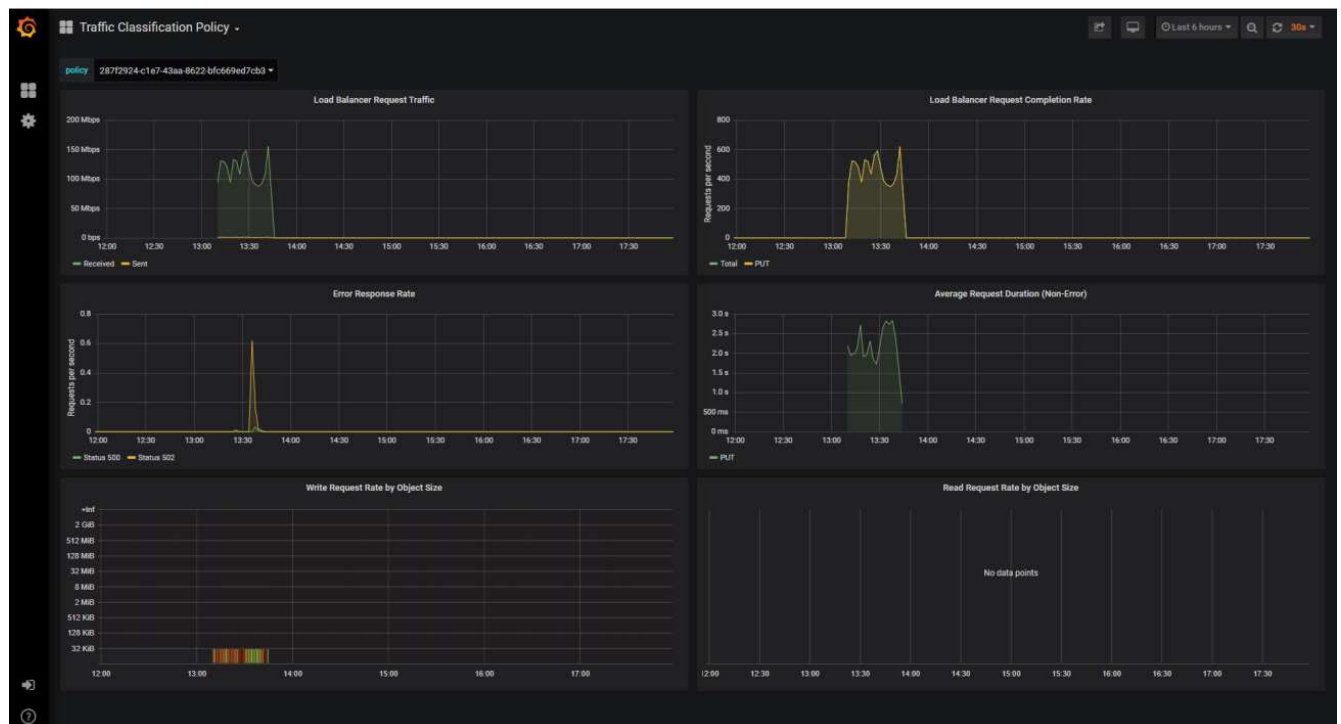 Traffic Classification Policy
Last 6 hours 30s
policy 287f2924-c1e7-43aa-8622-bfc669ed7cb3
Load Balancer Request Traffic
200 Mbps
150 Mbps
100 Mbps
50 Mbps
0 bps
12:00 12:30 13:00 13:30 14:00 14:30 15:00 15:30 16:00 16:30 17:00 17:30
Received Sent
Load Balancer Request Completion Rate
Requests per second
800
600
400
200
0
12:00 12:30 13:00 13:30 14:00 14:30 15:00 15:30 16:00 16:30 17:00 17:30
Total PUT
Error Response Rate
Requests per second
0.8
0.6
0.4
0.2
0
12:00 12:30 13:00 13:30 14:00 14:30 15:00 15:30 16:00 16:30 17:00 17:30
Status 500 Status 502
Average Request Duration (Non-Error)
3.0 s
2.5 s
2.0 s
1.5 s
1.0 s
500 ms
0 ms
12:00 12:30 13:00 13:30 14:00 14:30 15:00 15:30 16:00 16:30 17:00 17:30
PUT
Write Request Rate by Object Size
+Inf
2 GiB
512 MiB
128 MiB
32 MiB
8 MiB
2 MiB
512 KiB
128 KiB
32 KiB
12:00 13:00 14:00 15:00 16:00 17:00
Read Request Rate by Object Size
No data points
12:00 12:30 13:00 13:30 14:00 14:30 15:00 15:30 16:00 16:30 17:00 17:30